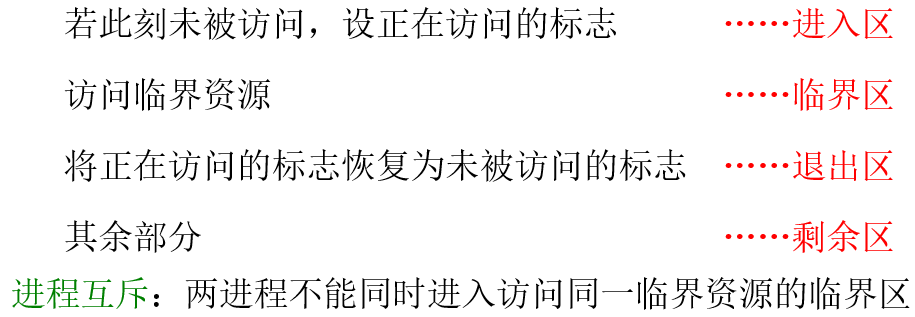 若此刻未被访问，设正在访问的标志 ……进入区
访问临界资源 ……临界区
将正在访问的标志恢复为未被访问的标志 ……退出区
其余部分 ……剩余区
进程互斥：两进程不能同时进入访问同一临界资源的临界区